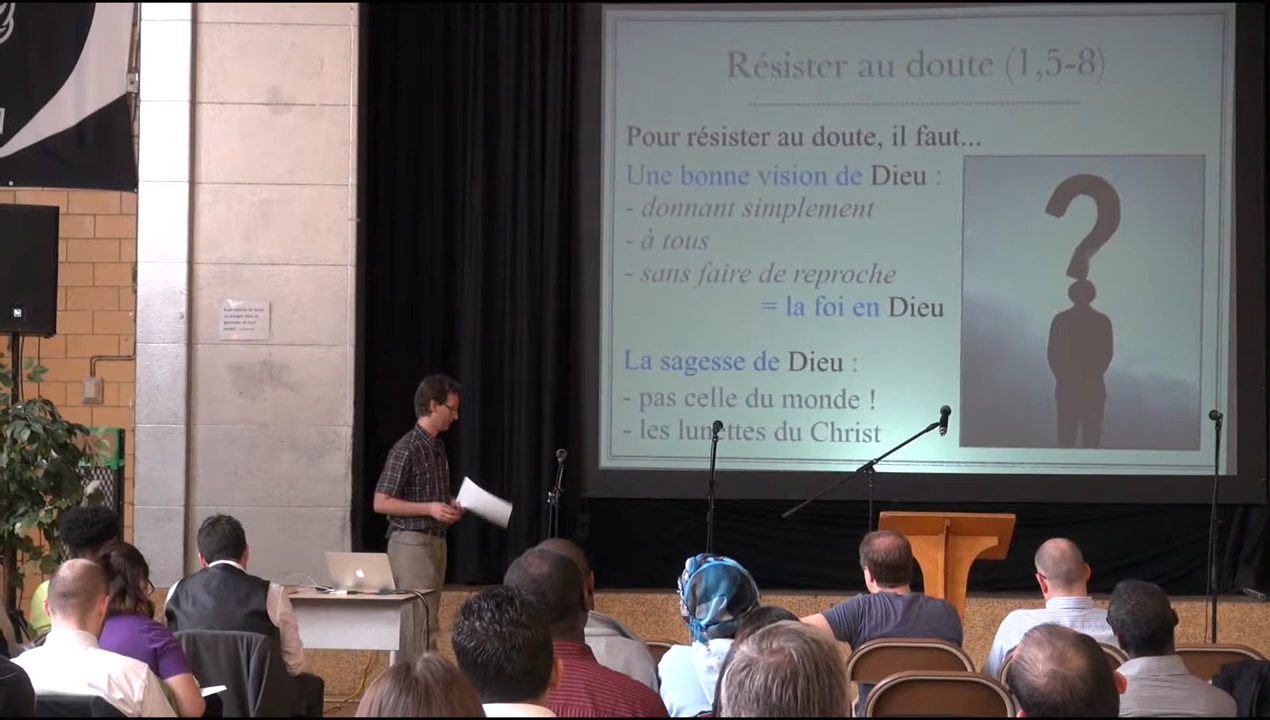 Résister au doute (1,5-8)
Pour résister au doute, il faut...
Une bonne vision de Dieu :
- donnant simplement
- à tous
- sans faire de reproche
= la foi en Dieu
La sagesse de Dieu :
- pas celle du monde !
- les lunettes du Christ